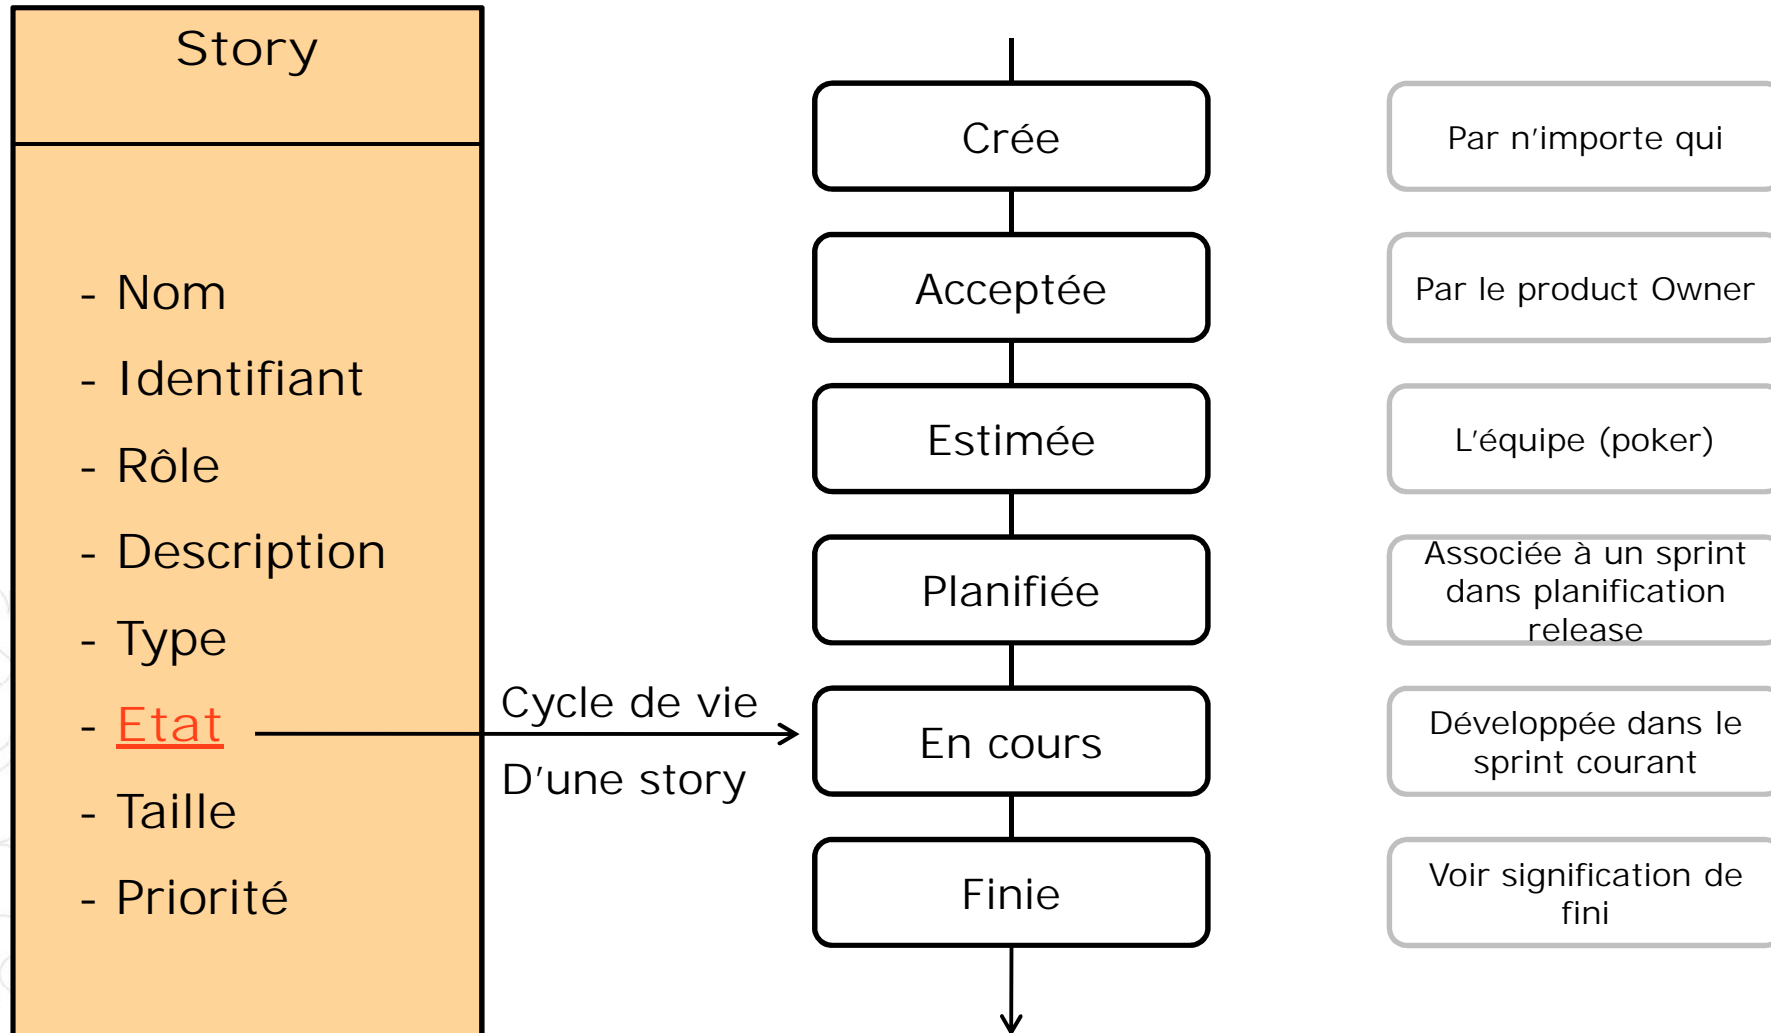 Story
- Nom
- Identifiant
- Rôle
- Description
- Type
- Etat
- Taille
- Priorité
Cycle de vie
D'une story
Crée
Acceptée
Estimée
Planifiée
En cours
Finie
Par n'importe qui
Par le product Owner
L'équipe (poker)
Associée à un sprint
dans planification
release
Développée dans le
sprint courant
Voir signification de
fini